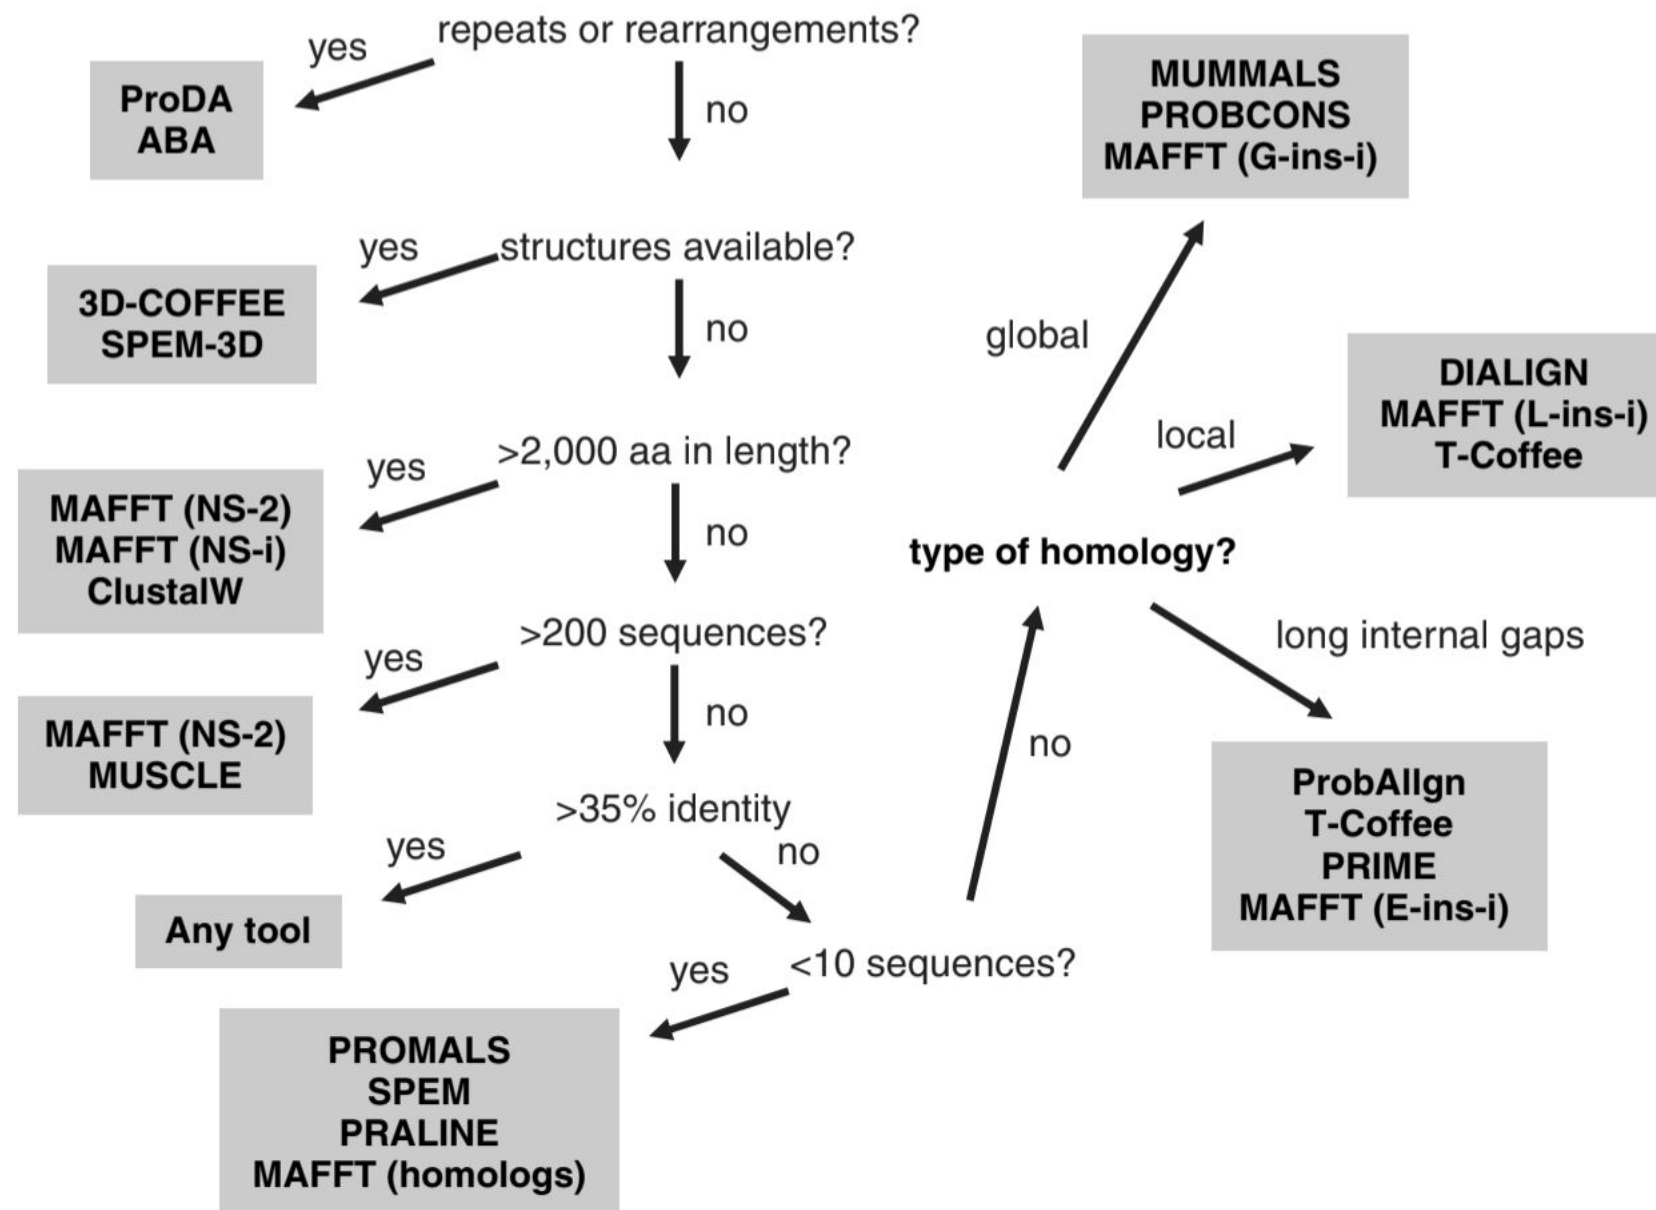 repeats or rearrangements?
yes
no
ProDA
ABA
structures available?
yes
no
3D-COFFEE
SPEM-3D
>2,000 aa in length?
yes
no
MAFFT (NS-2)
MAFFT (NS-i)
ClustalW
>200 sequences?
yes
no
MAFFT (NS-2)
MUSCLE
>35% identity
yes
no
Any tool
<10 sequences?
yes
no
PROMALS
SPEM
PRALINE
MAFFT (homologs)
type of homology?
global
MUMMALS
PROBCONS
MAFFT (G-ins-i)
local
DIALIGN
MAFFT (L-ins-i)
T-Coffee
long internal gaps
ProbAlIgn
T-Coffee
PRIME
MAFFT (E-ins-i)